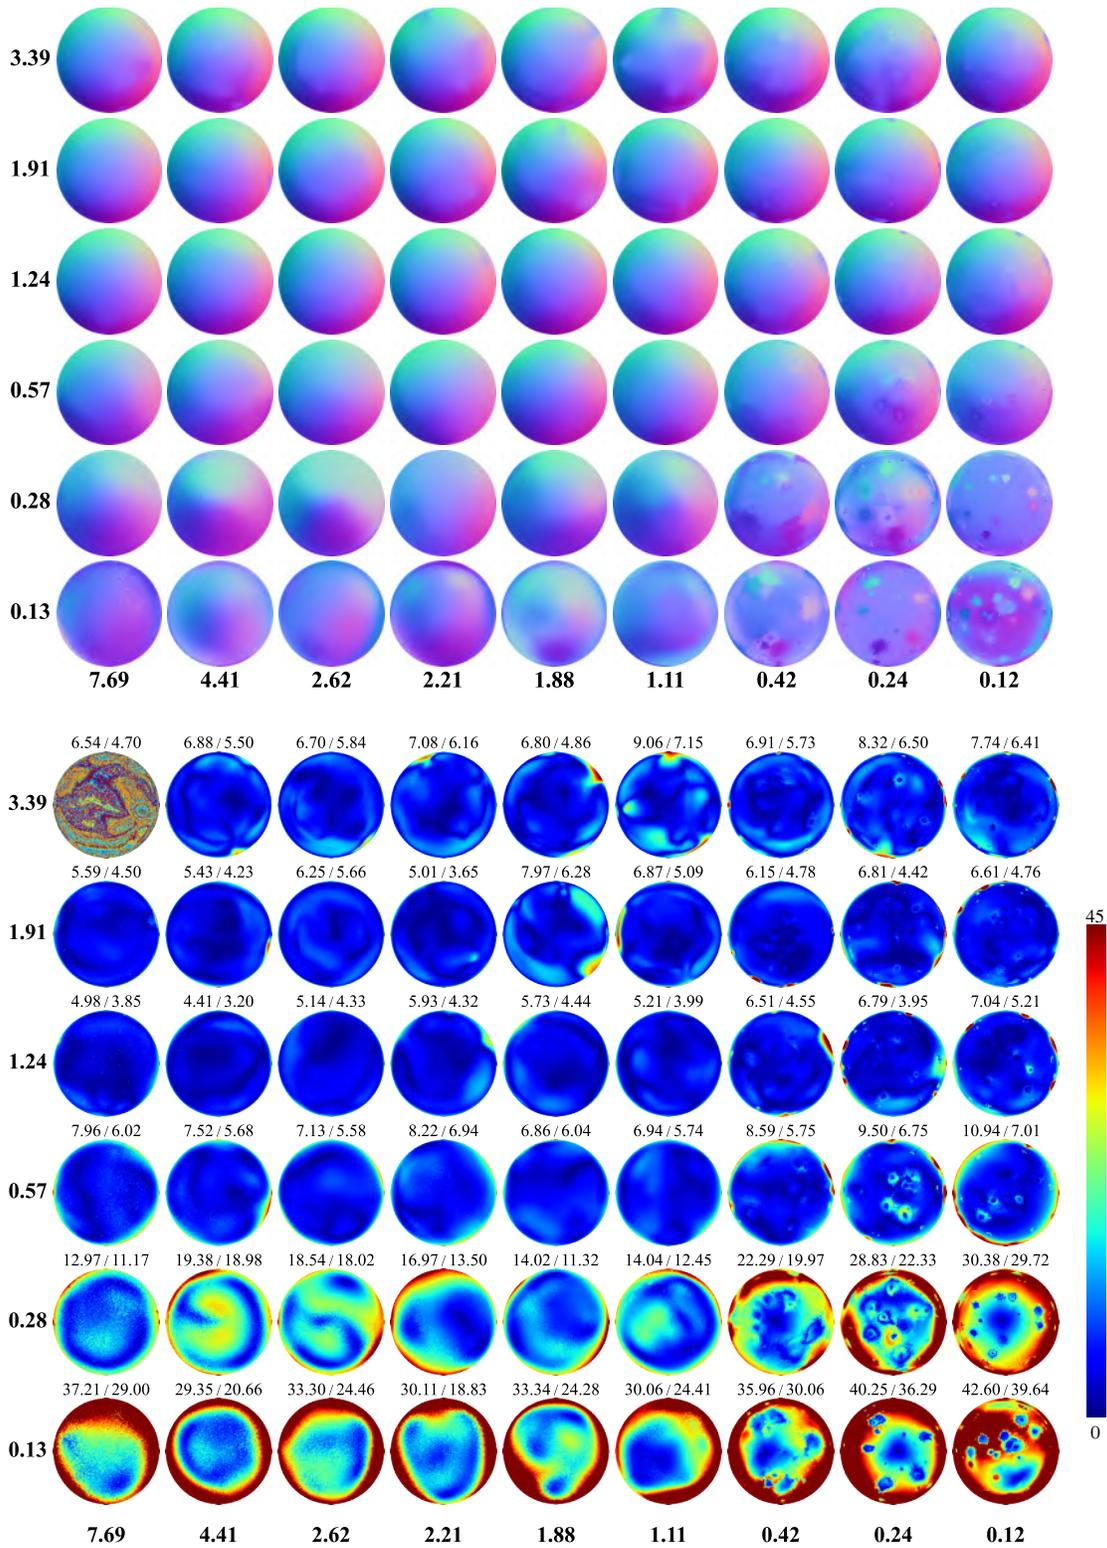 3.39
1.91
1.24
0.57
0.28
0.13
7.69 4.41 2.62 2.21 1.88 1.11 0.42 0.24 0.12
6.54 / 4.70 6.88 / 5.50 6.70 / 5.84 7.08 / 6.16 6.80 / 4.86 9.06 / 7.15 6.91 / 5.73 8.32 / 6.50 7.74 / 6.41
3.39
5.59 / 4.50 5.43 / 4.23 6.25 / 5.66 5.01 / 3.65 7.97 / 6.28 6.87 / 5.09 6.15 / 4.78 6.81 / 4.42 6.61 / 4.76
1.91
45
4.98 / 3.85 4.41 / 3.20 5.14 / 4.33 5.93 / 4.32 5.73 / 4.44 5.21 / 3.99 6.51 / 4.55 6.79 / 3.95 7.04 / 5.21
1.24
7.96 / 6.02 7.52 / 5.68 7.13 / 5.58 8.22 / 6.94 6.86 / 6.04 6.94 / 5.74 8.59 / 5.75 9.50 / 6.75 10.94 / 7.01
0.57
12.97 / 11.17 19.38 / 18.98 18.54 / 18.02 16.97 / 13.50 14.02 / 11.32 14.04 / 12.45 22.29 / 19.97 28.83 / 22.33 30.38 / 29.72
0.28
37.21 / 29.00 29.35 / 20.66 33.30 / 24.46 30.11 / 18.83 33.34 / 24.28 30.06 / 24.41 35.96 / 30.06 40.25 / 36.29 42.60 / 39.64
0
0.13
7.69 4.41 2.62 2.21 1.88 1.11 0.42 0.24 0.12